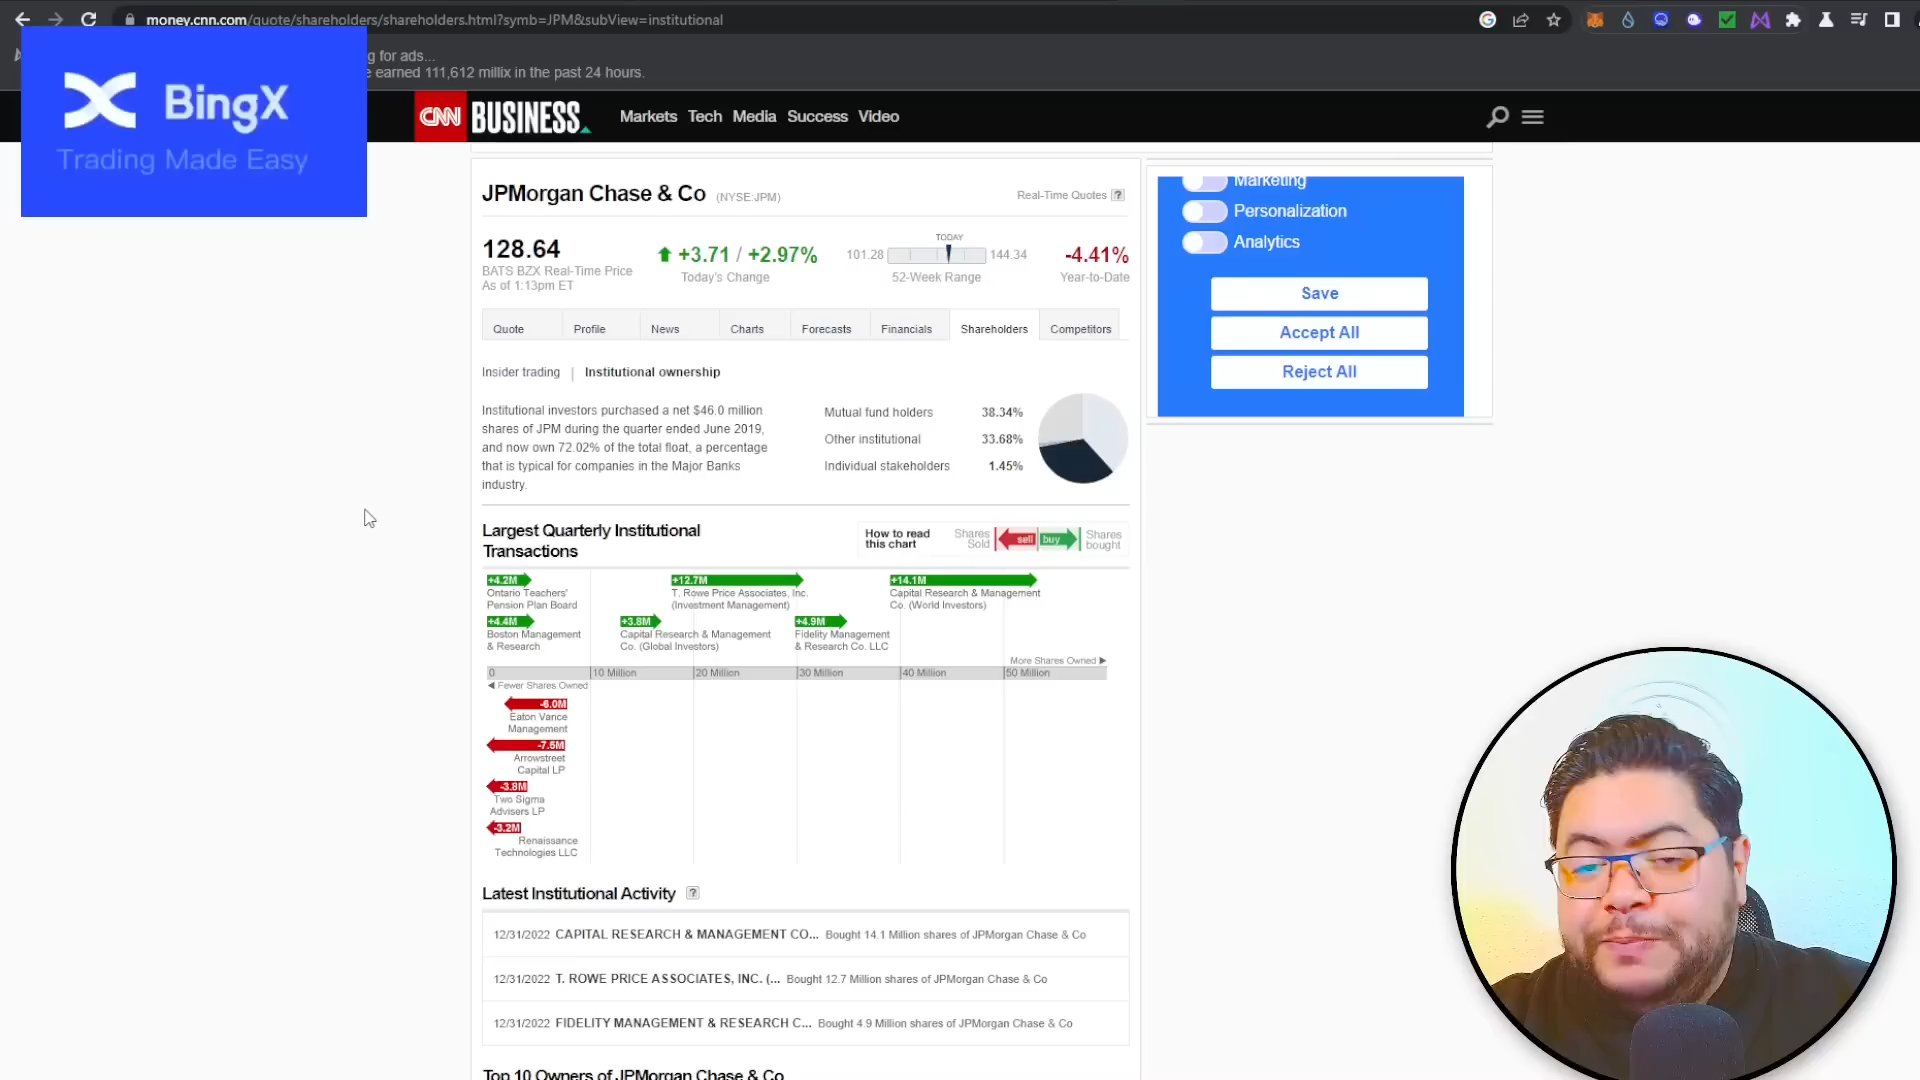 money.cnn.com/quote/shareholders/shareholders.html?symb=JPM&subView=institutional
g for ads...
e earned 111,612 millix in the past 24 hours.
BingX
Trading Made Easy
CNN BUSINESS
Markets Tech Media Success Video
JPMorgan Chase & Co (NYSE:JPM)
Real-Time Quotes ?
128.64
BATS BZX Real-Time Price
As of 1:13pm ET
+3.71 / +2.97%
Today's Change
TODAY
101.28 144.34
52-Week Range
-4.41%
Year-to-Date
Marketing
Personalization
Analytics
Save
Accept All
Reject All
Quote Profile News Charts Forecasts Financials Shareholders Competitors
Insider trading | Institutional ownership
Institutional investors purchased a net $46.0 million
shares of JPM during the quarter ended June 2019,
and now own 72.02% of the total float, a percentage
that is typical for companies in the Major Banks
industry.
Mutual fund holders 38.34%
Other institutional 33.68%
Individual stakeholders 1.45%
Largest Quarterly Institutional
Transactions
How to read
this chart
Shares
Sold
sell buy
Shares
bought
+4.2M
Ontario Teachers'
Pension Plan Board
+12.7M
T. Rowe Price Associates, Inc.
(Investment Management)
+14.1M
Capital Research & Management
Co. (World Investors)
+4.4M
Boston Management
& Research
+3.8M
Capital Research & Management
Co. (Global Investors)
+4.9M
Fidelity Management
& Research Co. LLC
More Shares Owned ▶
0 10 Million 20 Million 30 Million 40 Million 50 Million
◀ Fewer Shares Owned
-6.0M
Eaton Vance
Management
-7.5M
Arrowstreet
Capital LP
-3.8M
Two Sigma
Advisers LP
-3.2M
Renaissance
Technologies LLC
Latest Institutional Activity ?
12/31/2022 CAPITAL RESEARCH & MANAGEMENT CO... Bought 14.1 Million shares of JPMorgan Chase & Co
12/31/2022 T. ROWE PRICE ASSOCIATES, INC. (... Bought 12.7 Million shares of JPMorgan Chase & Co
12/31/2022 FIDELITY MANAGEMENT & RESEARCH C... Bought 4.9 Million shares of JPMorgan Chase & Co
Top 10 Owners of JPMorgan Chase & Co